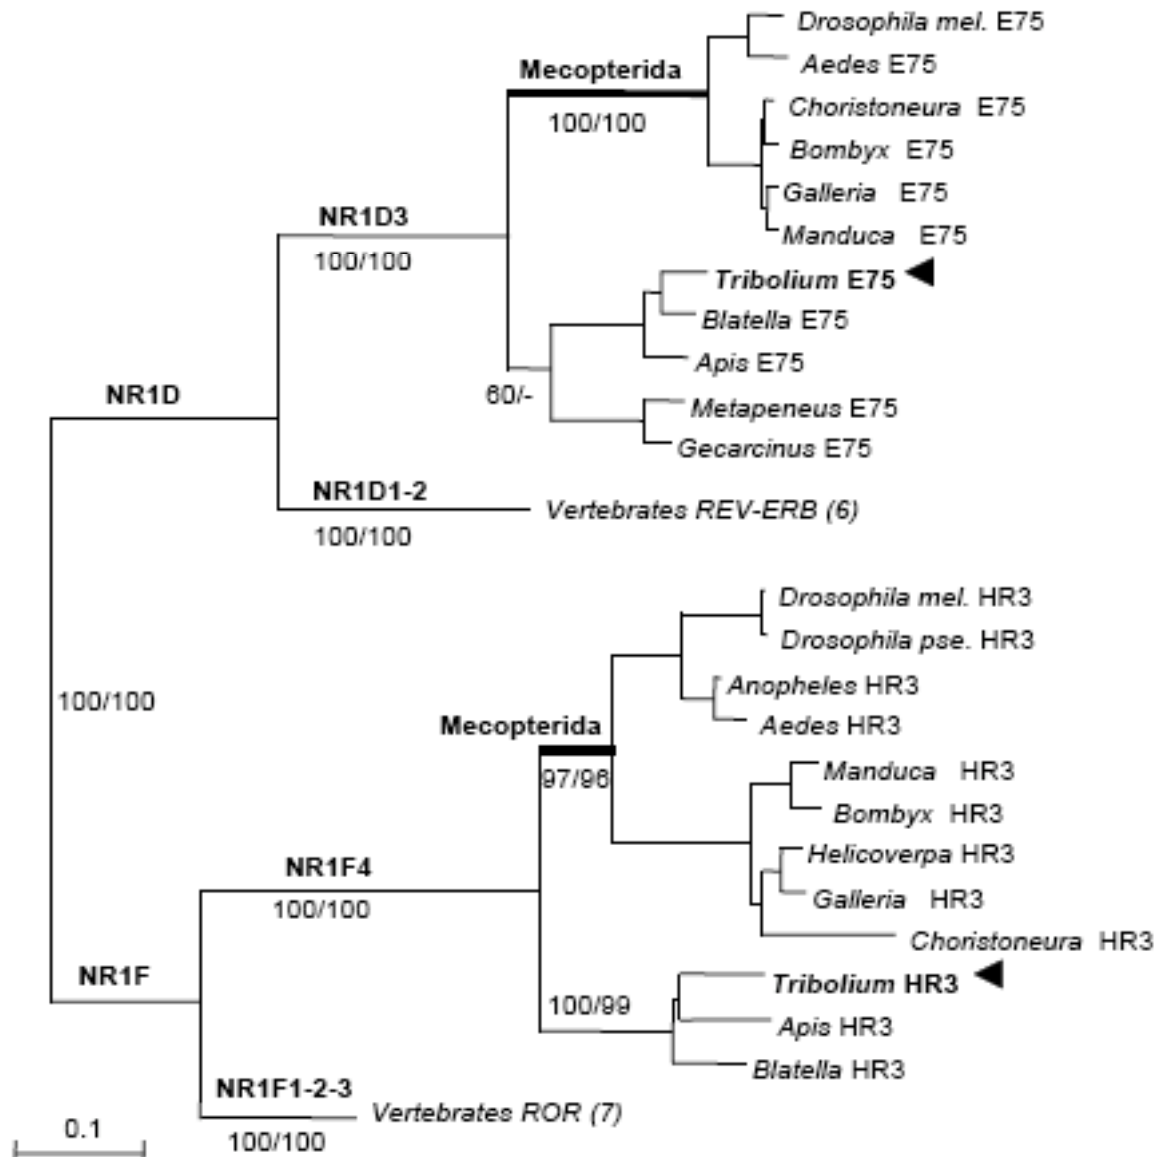 Drosophila mel. E75
Mecopterida
Aedes E75
100/100
Choristoneura E75
Bombyx E75
Galleria E75
NR1D3
Manduca E75
100/100
Tribolium E75
Blatella E75
Apis E75
NR1D
60/-
Metapeneus E75
Gecarcinus E75
NR1D1-2
Vertebrates REV-ERB (6)
100/100
Drosophila mel. HR3
Drosophila pse. HR3
100/100
Anopheles HR3
Mecopterida
Aedes HR3
97/96
Manduca HR3
Bombyx HR3
NR1F4
Helicoverpa HR3
100/100
Galleria HR3
Choristoneura HR3
NR1F
Tribolium HR3
100/99
Apis HR3
Blatella HR3
NR1F1-2-3
Vertebrates ROR (7)
0.1
100/100